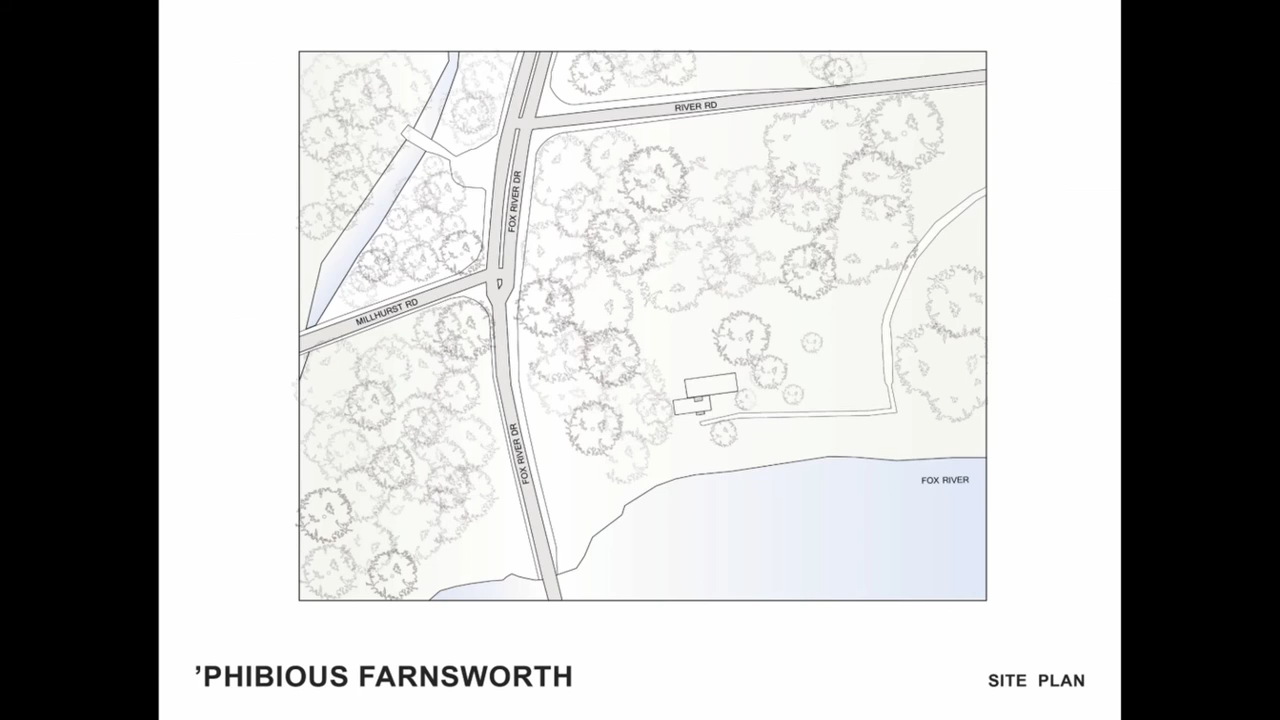 RIVER RD
FOX RIVER DR
MILLHURST RD
FOX RIVER DR
FOX RIVER
’PHIBIOUS FARNSWORTH
SITE PLAN